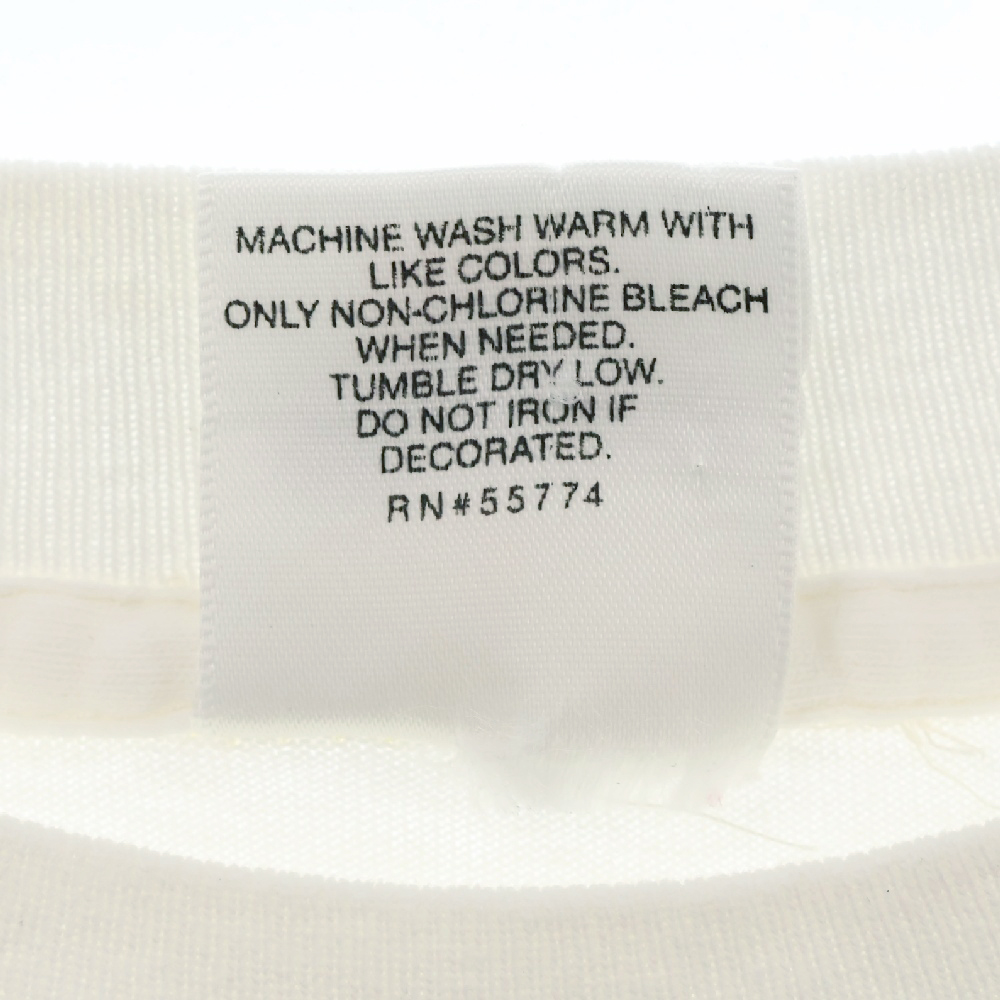 MACHINE WASH WARM WITH
LIKE COLORS.
ONLY NON-CHLORINE BLEACH
WHEN NEEDED.
TUMBLE DRY LOW.
DO NOT IRON IF
DECORATED.
RN#55774